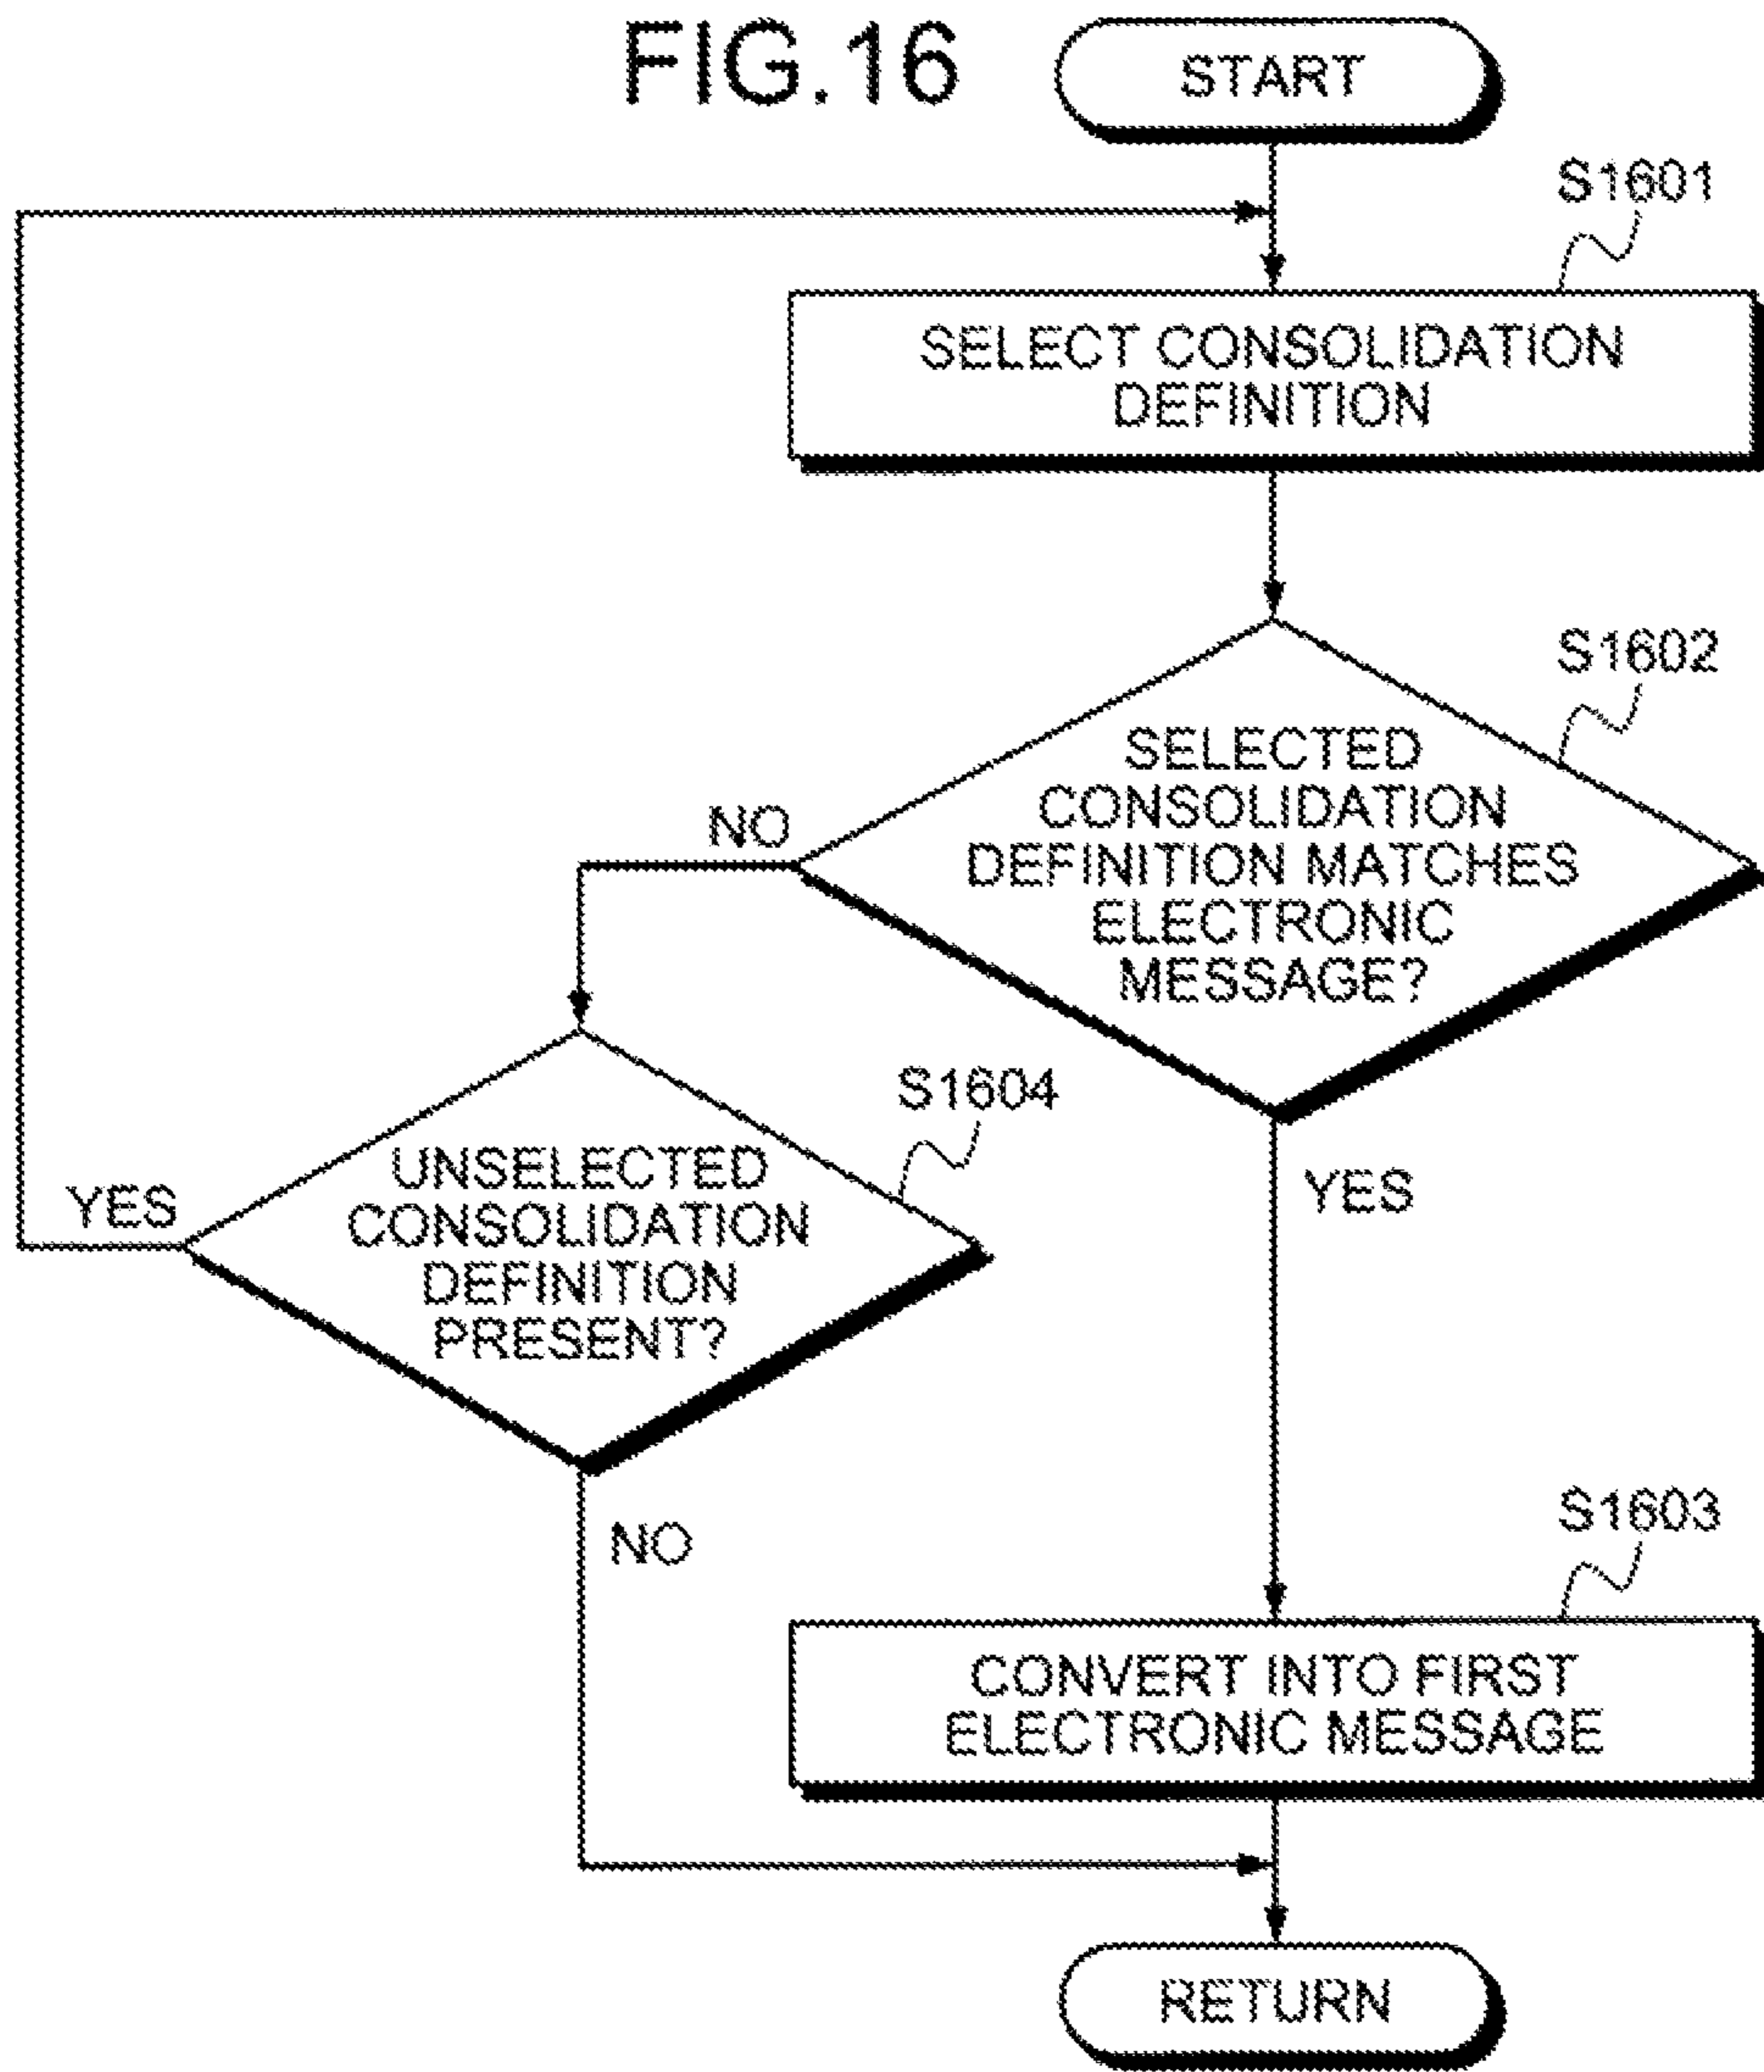 FIG.16
START
S1601
SELECT CONSOLIDATION
DEFINITION
S1602
SELECTED
CONSOLIDATION
DEFINITION MATCHES
ELECTRONIC
MESSAGE?
NO
YES
S1604
UNSELECTED
CONSOLIDATION
DEFINITION
PRESENT?
YES
NO
S1603
CONVERT INTO FIRST
ELECTRONIC MESSAGE
RETURN